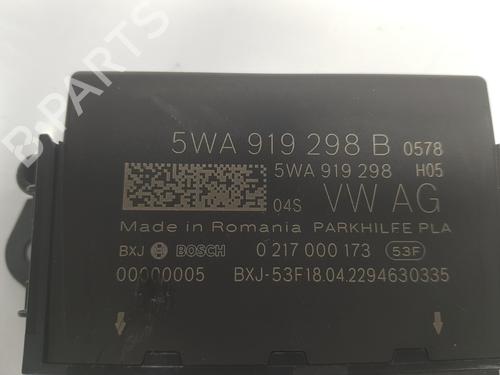 B-PARTS
5WA 919 298 B 0578
5WA 919 298 H05
04S VW AG
Made in Romania PARKHILFE PLA
BXJ BOSCH 0 217 000 173 53F
00000005 BXJ-53F18.04.2294630335